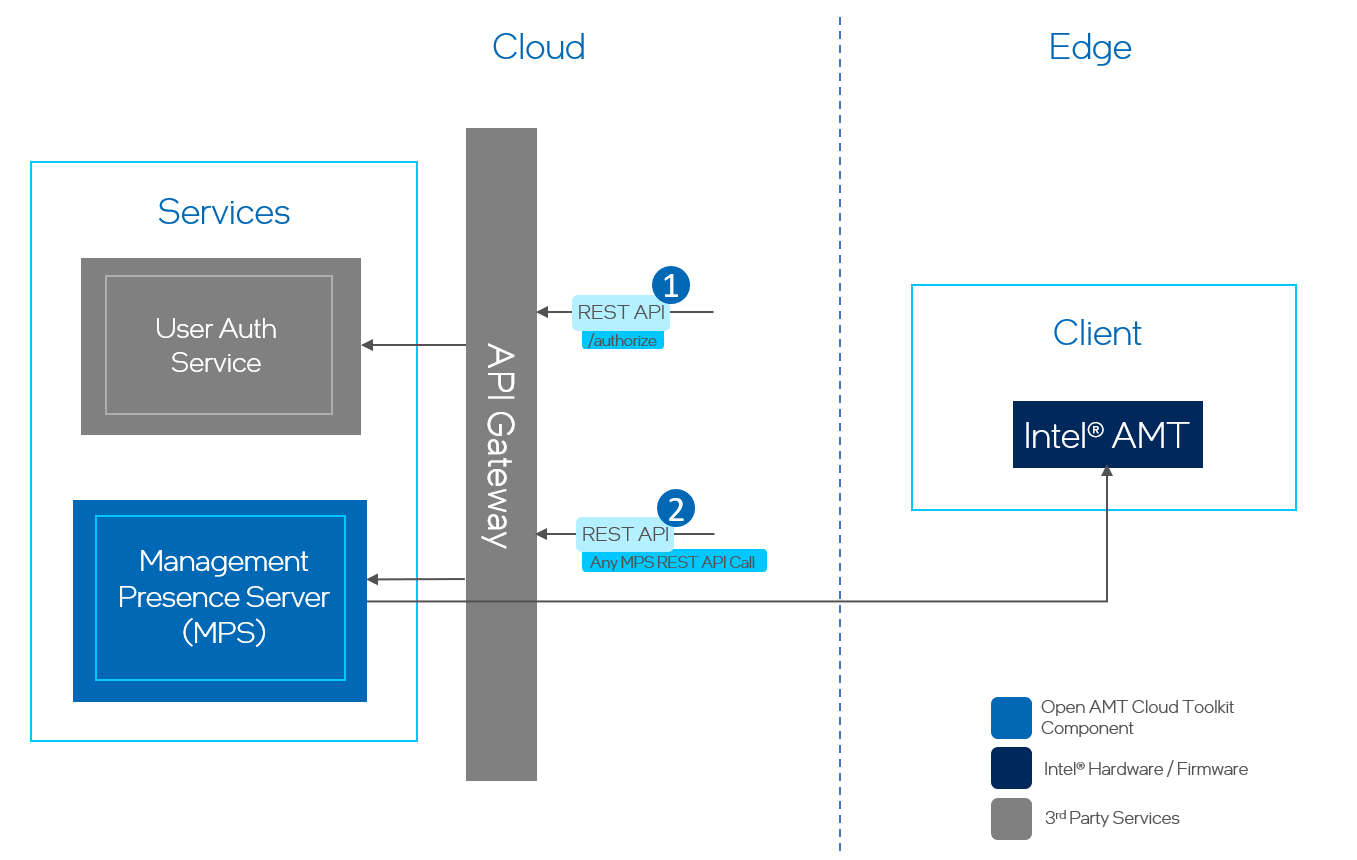 Cloud
Edge
Services
User Auth
Service
Management
Presence Server
(MPS)
API Gateway
1
REST API
/authorize
2
REST API
Any MPS REST API Call
Client
Intel® AMT
Open AMT Cloud Toolkit
Component
Intel® Hardware / Firmware
3rd Party Services